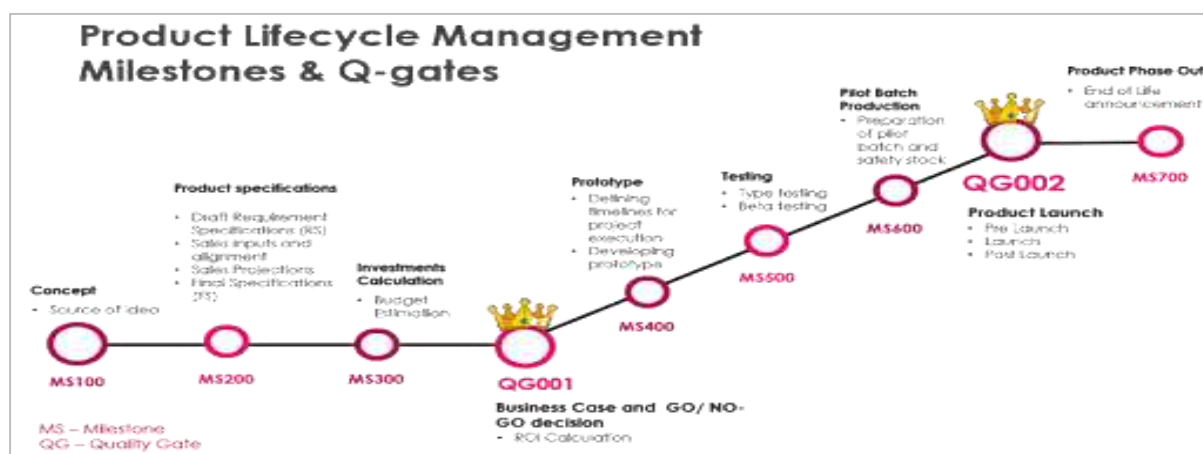 Product Lifecycle Management
Milestones & Q-gates
Product Phase Out
• End of Life
announcement
Pilot Batch
Production
• Preparation
of pilot
batch and
safety stock
Testing
• Type testing
• Beta testing
Prototype
• Defining
timelines for
project
execution
• Developing
prototype
Product specifications
• Draft Requirement
Specifications (RS)
• Sales inputs and
alignment
• Sales Projections
• Final Specifications
(FS)
Investments
Calculation
• Budget
Estimation
Concept
• Source of idea
MS100
MS200
MS300
QG001
MS400
MS500
MS600
QG002
MS700
Product Launch
• Pre Launch
• Launch
• Post Launch
Business Case and GO/ NO-
GO decision
• ROI Calculation
MS – Milestone
QG – Quality Gate